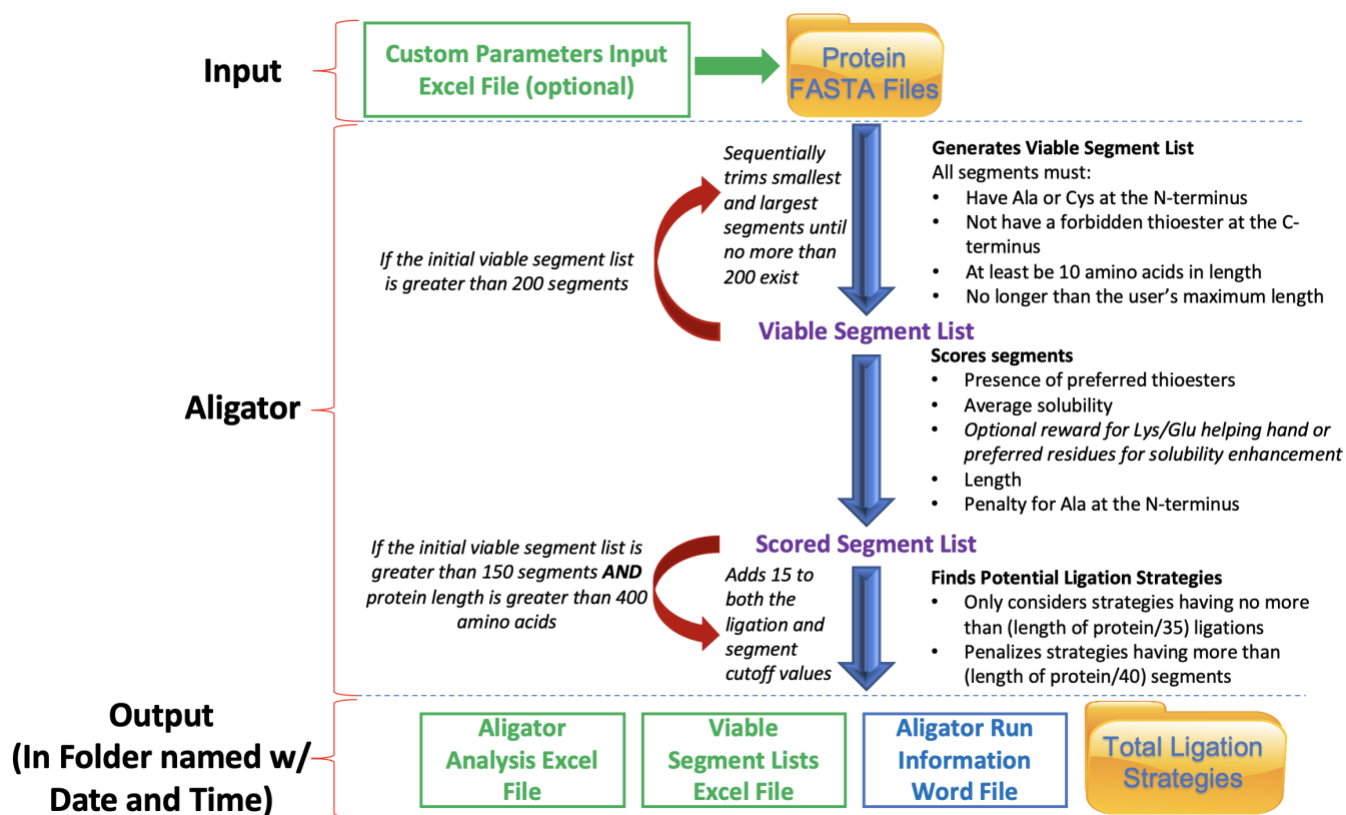 Input
Custom Parameters Input
Excel File (optional)
Protein
FASTA Files
Aligator
If the initial viable segment list
is greater than 200 segments
Sequentially
trims smallest
and largest
segments until
no more than
200 exist
Generates Viable Segment List
All segments must:
• Have Ala or Cys at the N-terminus
• Not have a forbidden thioester at the C-
terminus
• At least be 10 amino acids in length
• No longer than the user's maximum length
Viable Segment List
Scores segments
• Presence of preferred thioesters
• Average solubility
• Optional reward for Lys/Glu helping hand or
preferred residues for solubility enhancement
• Length
• Penalty for Ala at the N-terminus
Scored Segment List
If the initial viable segment list is
greater than 150 segments AND
protein length is greater than 400
amino acids
Adds 15 to
both the
ligation and
segment
cutoff values
Finds Potential Ligation Strategies
• Only considers strategies having no more
than (length of protein/35) ligations
• Penalizes strategies having more than
(length of protein/40) segments
Output
(In Folder named w/
Date and Time)
Aligator
Analysis Excel
File
Viable
Segment Lists
Excel File
Aligator Run
Information
Word File
Total Ligation
Strategies